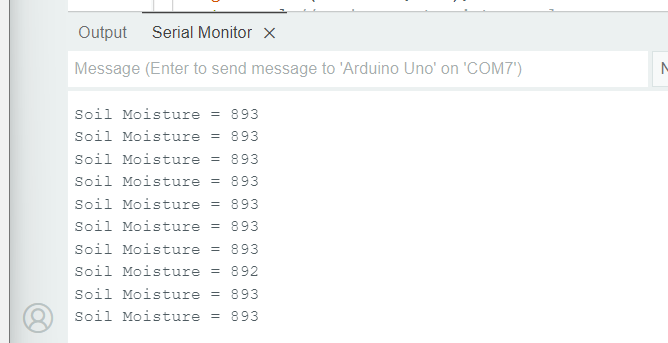 Output Serial Monitor
Message (Enter to send message to 'Arduino Uno' on 'COM7')
Soil Moisture = 893
Soil Moisture = 893
Soil Moisture = 893
Soil Moisture = 893
Soil Moisture = 893
Soil Moisture = 893
Soil Moisture = 893
Soil Moisture = 892
Soil Moisture = 893
Soil Moisture = 893